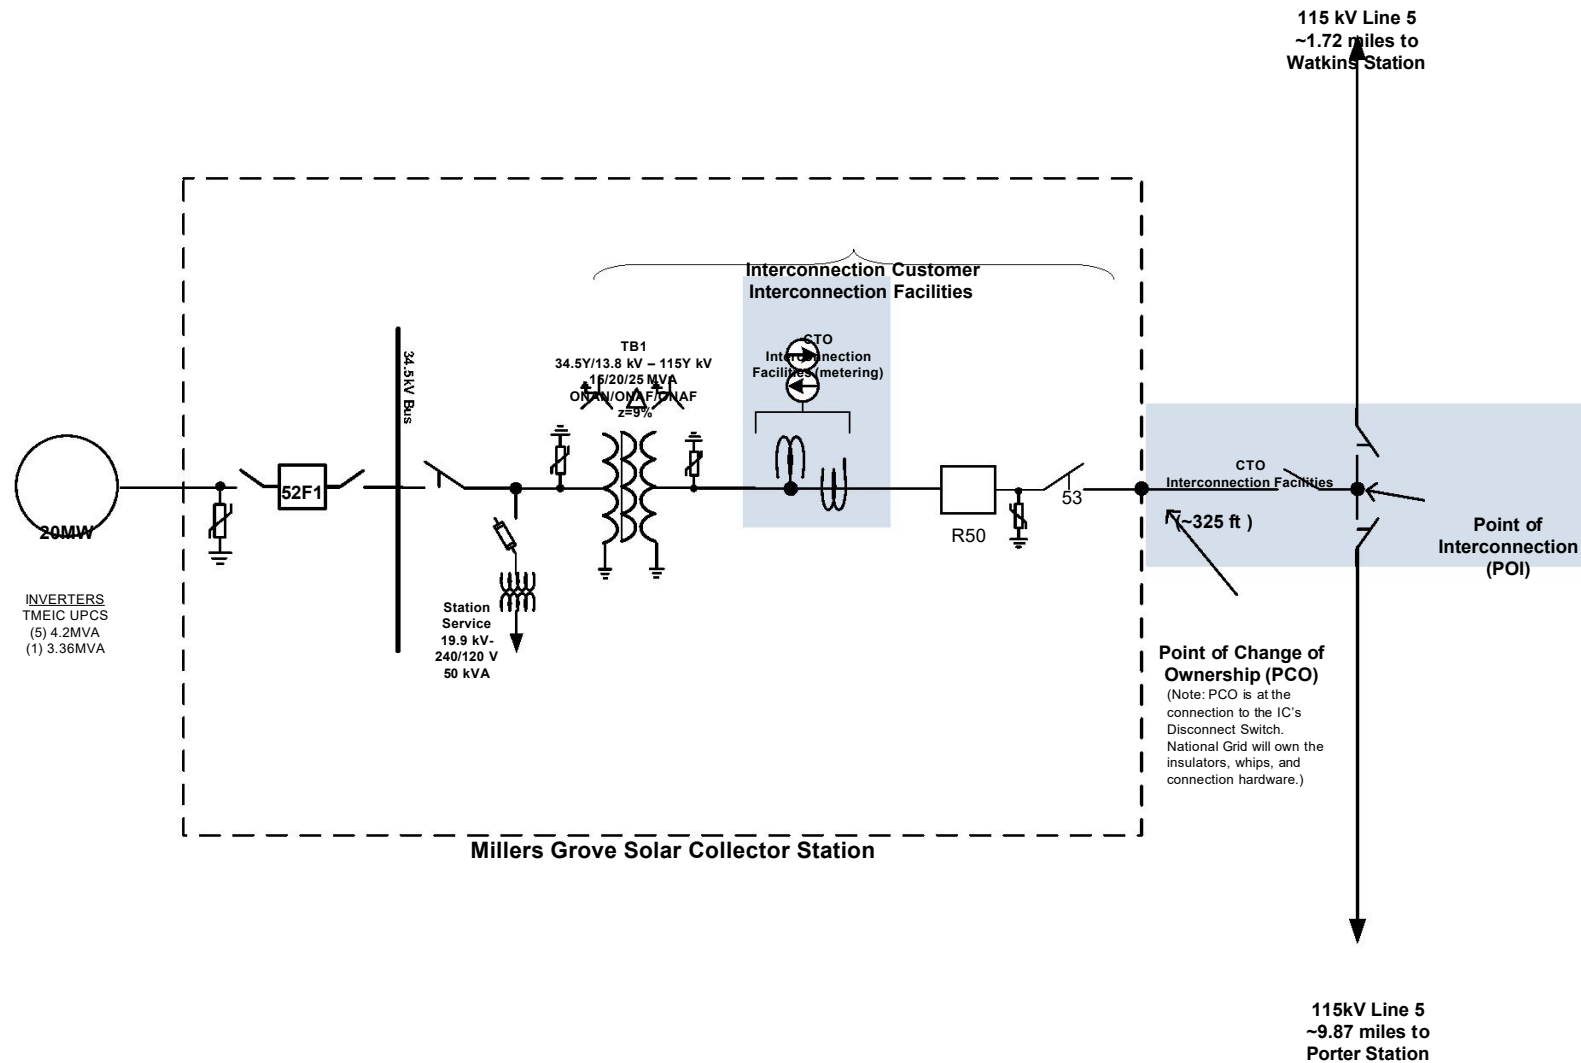 115 kV Line 5
~1.72 miles to
Watkins Station
Interconnection Customer
Interconnection Facilities
CTO
Interconnection
Facilities (metering)
TB1
34.5Y/13.8 kV – 115Y kV
15/20/25 MVA
ONAN/ONAF/ONAF
z=9%
34.5kV Bus
20MW
52F1
INVERTERS
TMEIC UPCS
(5) 4.2MVA
(1) 3.36MVA
Station
Service
19.9 kV-
240/120 V
50 kVA
R50
53
CTO
Interconnection Facilities
(~325 ft )
Point of
Interconnection
(POI)
Point of Change of
Ownership (PCO)
(Note: PCO is at the
connection to the IC's
Disconnect Switch.
National Grid will own the
insulators, whips, and
connection hardware.)
Millers Grove Solar Collector Station
115kV Line 5
~9.87 miles to
Porter Station